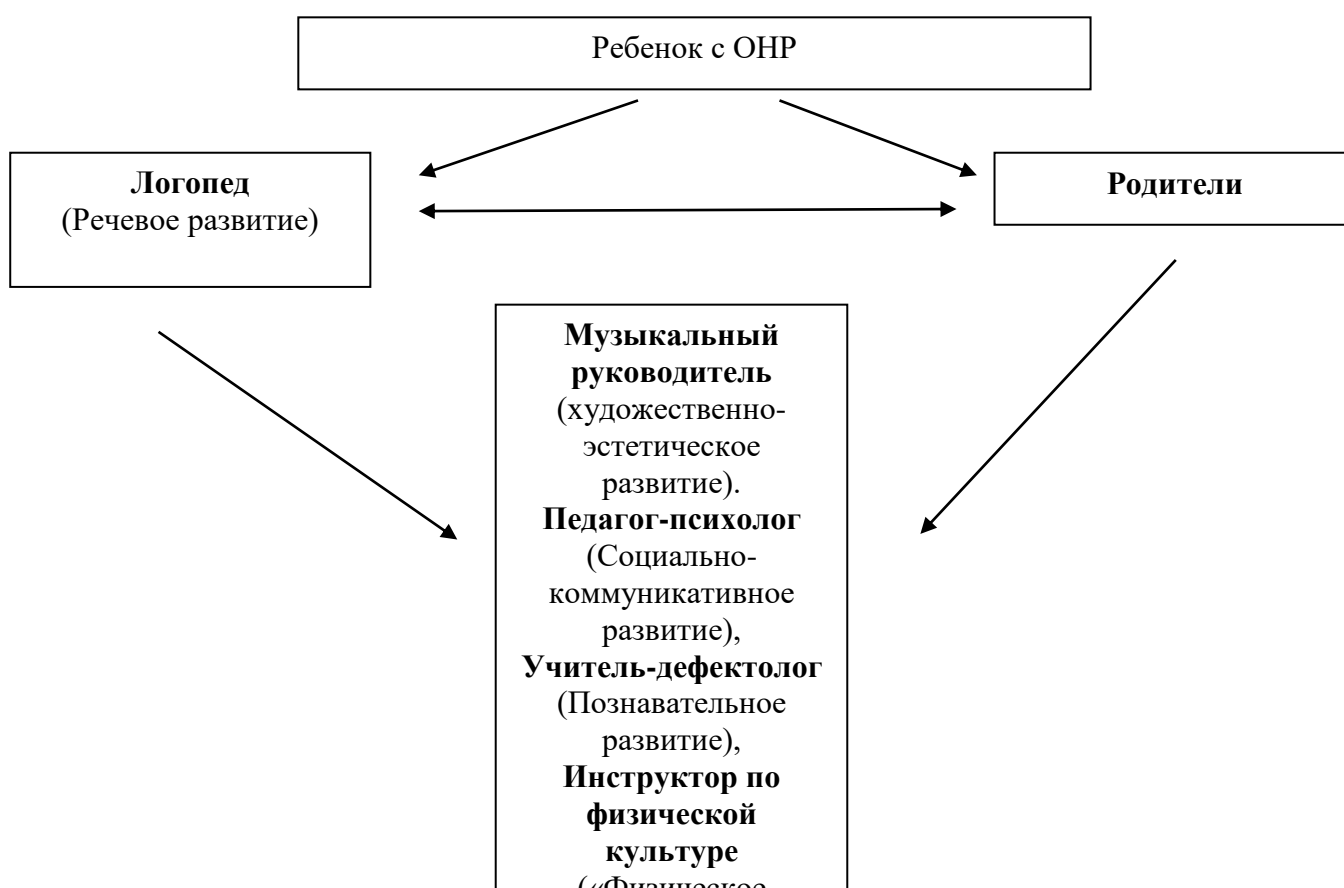 Ребенок с ОНР
Логопед
(Речевое развитие)
Родители
Музыкальный
руководитель
(художественно-
эстетическое
развитие).
Педагог-психолог
(Социально-
коммуникативное
развитие),
Учитель-дефектолог
(Познавательное
развитие),
Инструктор по
физической
культуре
(«Физическое